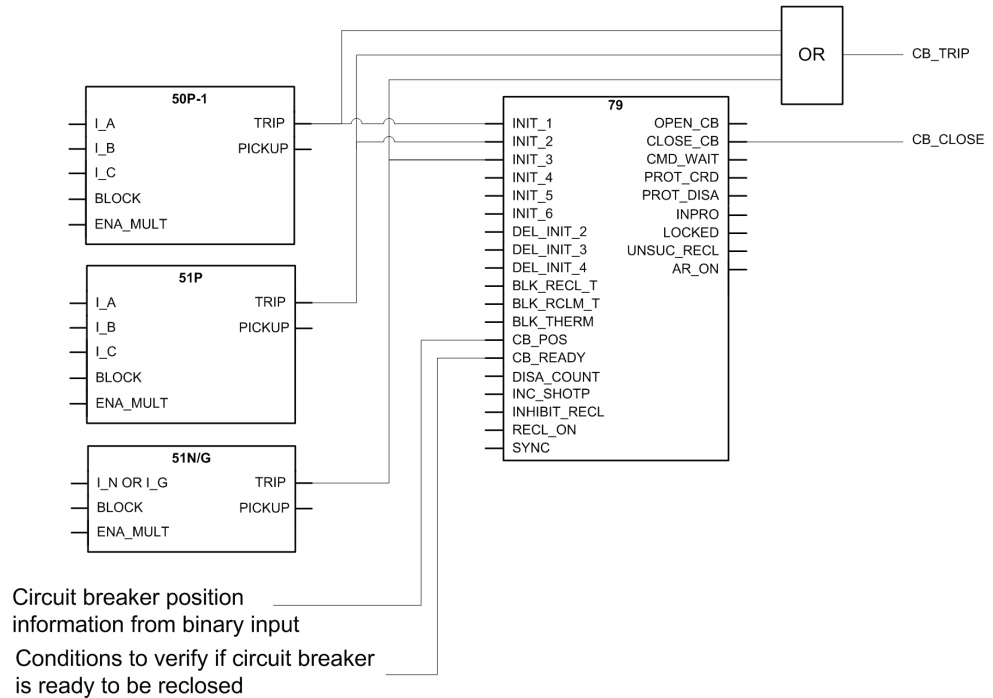 OR
CB_TRIP
50P-1
I_A
I_B
I_C
BLOCK
ENA_MULT
TRIP
PICKUP
79
INIT_1
INIT_2
INIT_3
INIT_4
INIT_5
INIT_6
DEL_INIT_2
DEL_INIT_3
DEL_INIT_4
BLK_RECL_T
BLK_RCLM_T
BLK_THERM
CB_POS
CB_READY
DISA_COUNT
INC_SHOTP
INHIBIT_RECL
RECL_ON
SYNC
OPEN_CB
CLOSE_CB
CMD_WAIT
PROT_CRD
PROT_DISA
INPRO
LOCKED
UNSUC_RECL
AR_ON
CB_CLOSE
51P
I_A
I_B
I_C
BLOCK
ENA_MULT
TRIP
PICKUP
51N/G
I_N OR I_G
BLOCK
ENA_MULT
TRIP
PICKUP
Circuit breaker position
information from binary input
Conditions to verify if circuit breaker
is ready to be reclosed